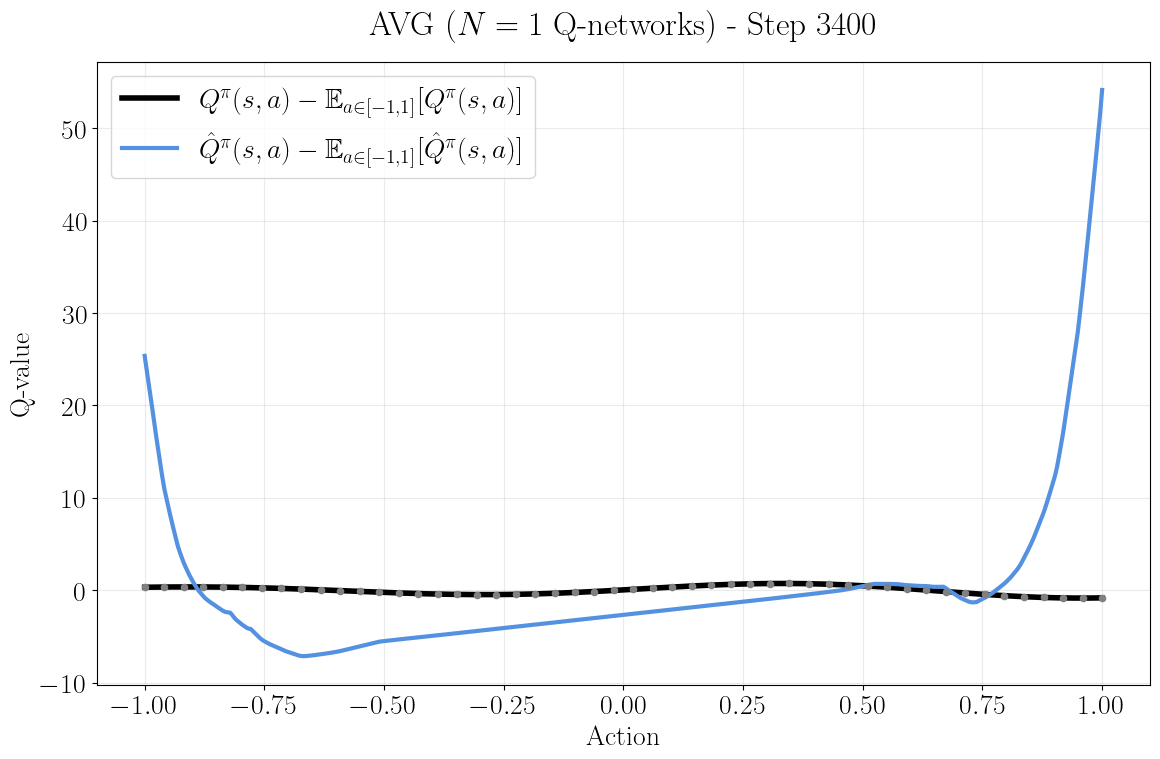 AVG (N = 1 Q-networks) - Step 3400
Q^π(s, a) − 𝔼_{a∈[−1,1]}[Q^π(s, a)]
Q̂^π(s, a) − 𝔼_{a∈[−1,1]}[Q̂^π(s, a)]
50
40
30
20
10
0
−10
Q-value
−1.00 −0.75 −0.50 −0.25 0.00 0.25 0.50 0.75 1.00
Action